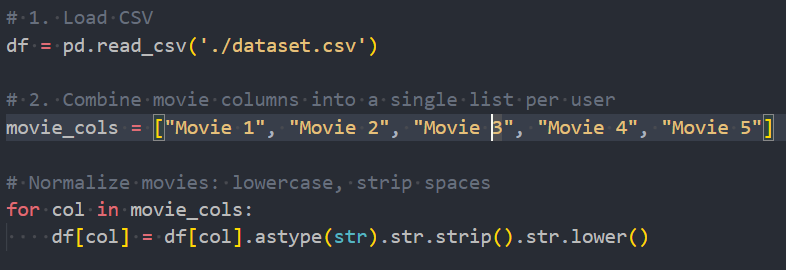 # 1. Load CSV
df = pd.read_csv('./dataset.csv')
# 2. Combine movie columns into a single list per user
movie_cols = ["Movie 1", "Movie 2", "Movie 3", "Movie 4", "Movie 5"]
# Normalize movies: lowercase, strip spaces
for col in movie_cols:
    df[col] = df[col].astype(str).str.strip().str.lower()